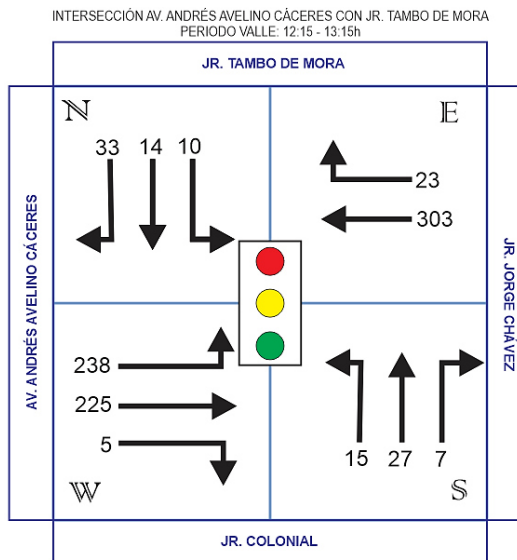 INTERSECCIÓN AV. ANDRÉS AVELINO CÁCERES CON JR. TAMBO DE MORA
PERIODO VALLE: 12:15 - 13:15h
JR. TAMBO DE MORA
N
E
33 14 10
23
303
AV. ANDRÉS AVELINO CÁCERES
JR. JORGE CHÁVEZ
238
225
5
15 27 7
W
S
JR. COLONIAL